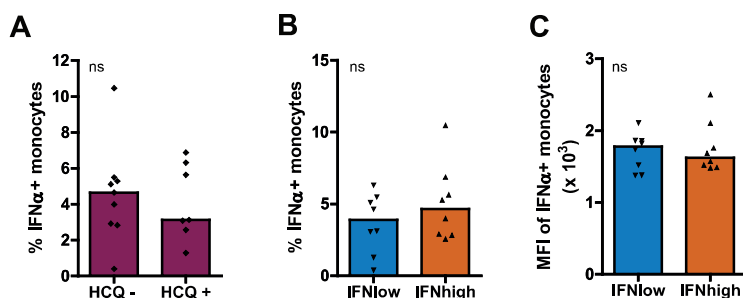 A
ns
% IFNα+ monocytes
12
10
8
6
4
2
0
HCQ -
HCQ +
B
ns
% IFNα+ monocytes
15
10
5
0
IFNlow
IFNhigh
C
ns
MFI of IFNα+ monocytes
(x 10³)
3
2
1
0
IFNlow
IFNhigh